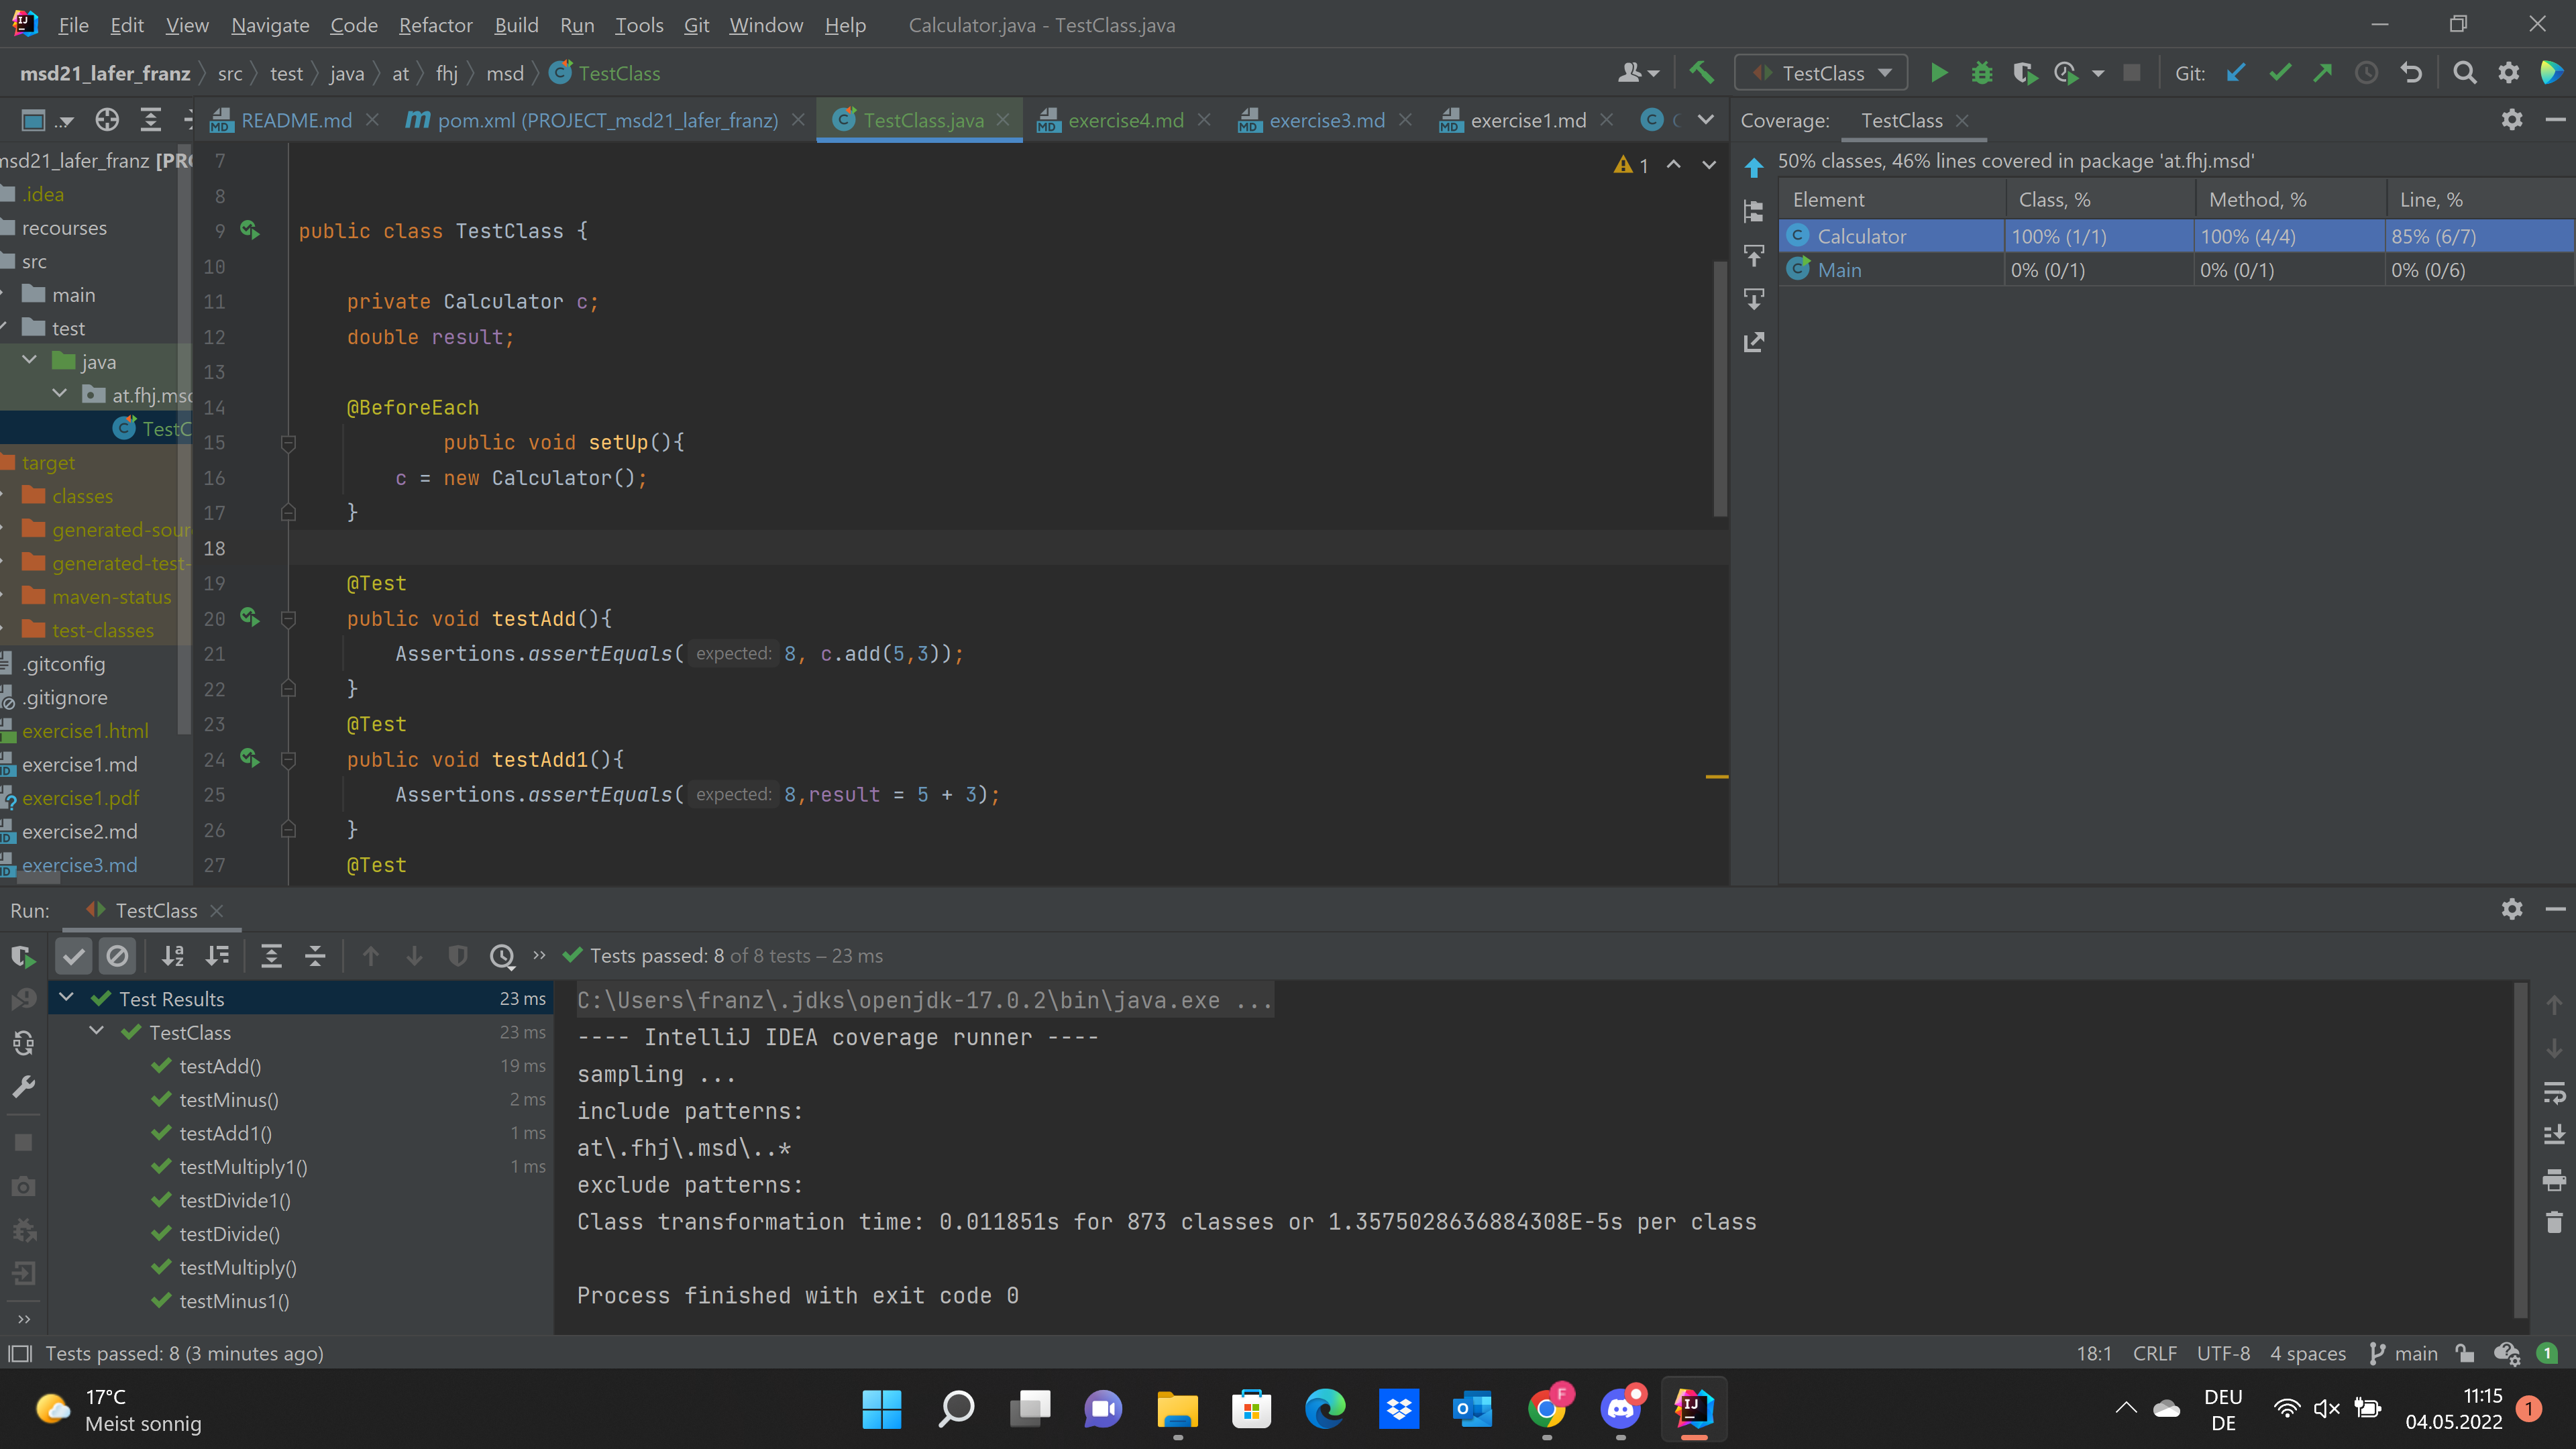 File Edit View Navigate Code Refactor Build Run Tools Git Window Help Calculator.java - TestClass.java
msd21_lafer_franz src test java at fhj msd TestClass TestClass Git:
README.md pom.xml (PROJECT_msd21_lafer_franz) TestClass.java exercise4.md exercise3.md exercise1.md
msd21_lafer_franz [PRO
.idea
recourses
src
main
test
java
at.fhj.msd
TestC
target
classes
generated-sour
generated-test-
maven-status
test-classes
.gitconfig
.gitignore
exercise1.html
exercise1.md
exercise1.pdf
exercise2.md
exercise3.md
1
7
8
9 public class TestClass {
10
11 private Calculator c;
12 double result;
13
14 @BeforeEach
15 public void setUp(){
16 c = new Calculator();
17 }
18
19 @Test
20 public void testAdd(){
21 Assertions.assertEquals( expected: 8, c.add(5,3));
22 }
23 @Test
24 public void testAdd1(){
25 Assertions.assertEquals( expected: 8,result = 5 + 3);
26 }
27 @Test
Coverage: TestClass
50% classes, 46% lines covered in package 'at.fhj.msd'
Element Class, % Method, % Line, %
Calculator 100% (1/1) 100% (4/4) 85% (6/7)
Main 0% (0/1) 0% (0/1) 0% (0/6)
Run: TestClass
Tests passed: 8 of 8 tests – 23 ms
Test Results 23 ms
TestClass 23 ms
testAdd() 19 ms
testMinus() 2 ms
testAdd1() 1 ms
testMultiply1() 1 ms
testDivide1()
testDivide()
testMultiply()
testMinus1()
C:\Users\franz\.jdks\openjdk-17.0.2\bin\java.exe ...
---- IntelliJ IDEA coverage runner ----
sampling ...
include patterns:
at\.fhj\.msd\..*
exclude patterns:
Class transformation time: 0.011851s for 873 classes or 1.3575028636884308E-5s per class
Process finished with exit code 0
Tests passed: 8 (3 minutes ago) 18:1 CRLF UTF-8 4 spaces main 1
17°C
Meist sonnig
DEU
DE
11:15
04.05.2022
1